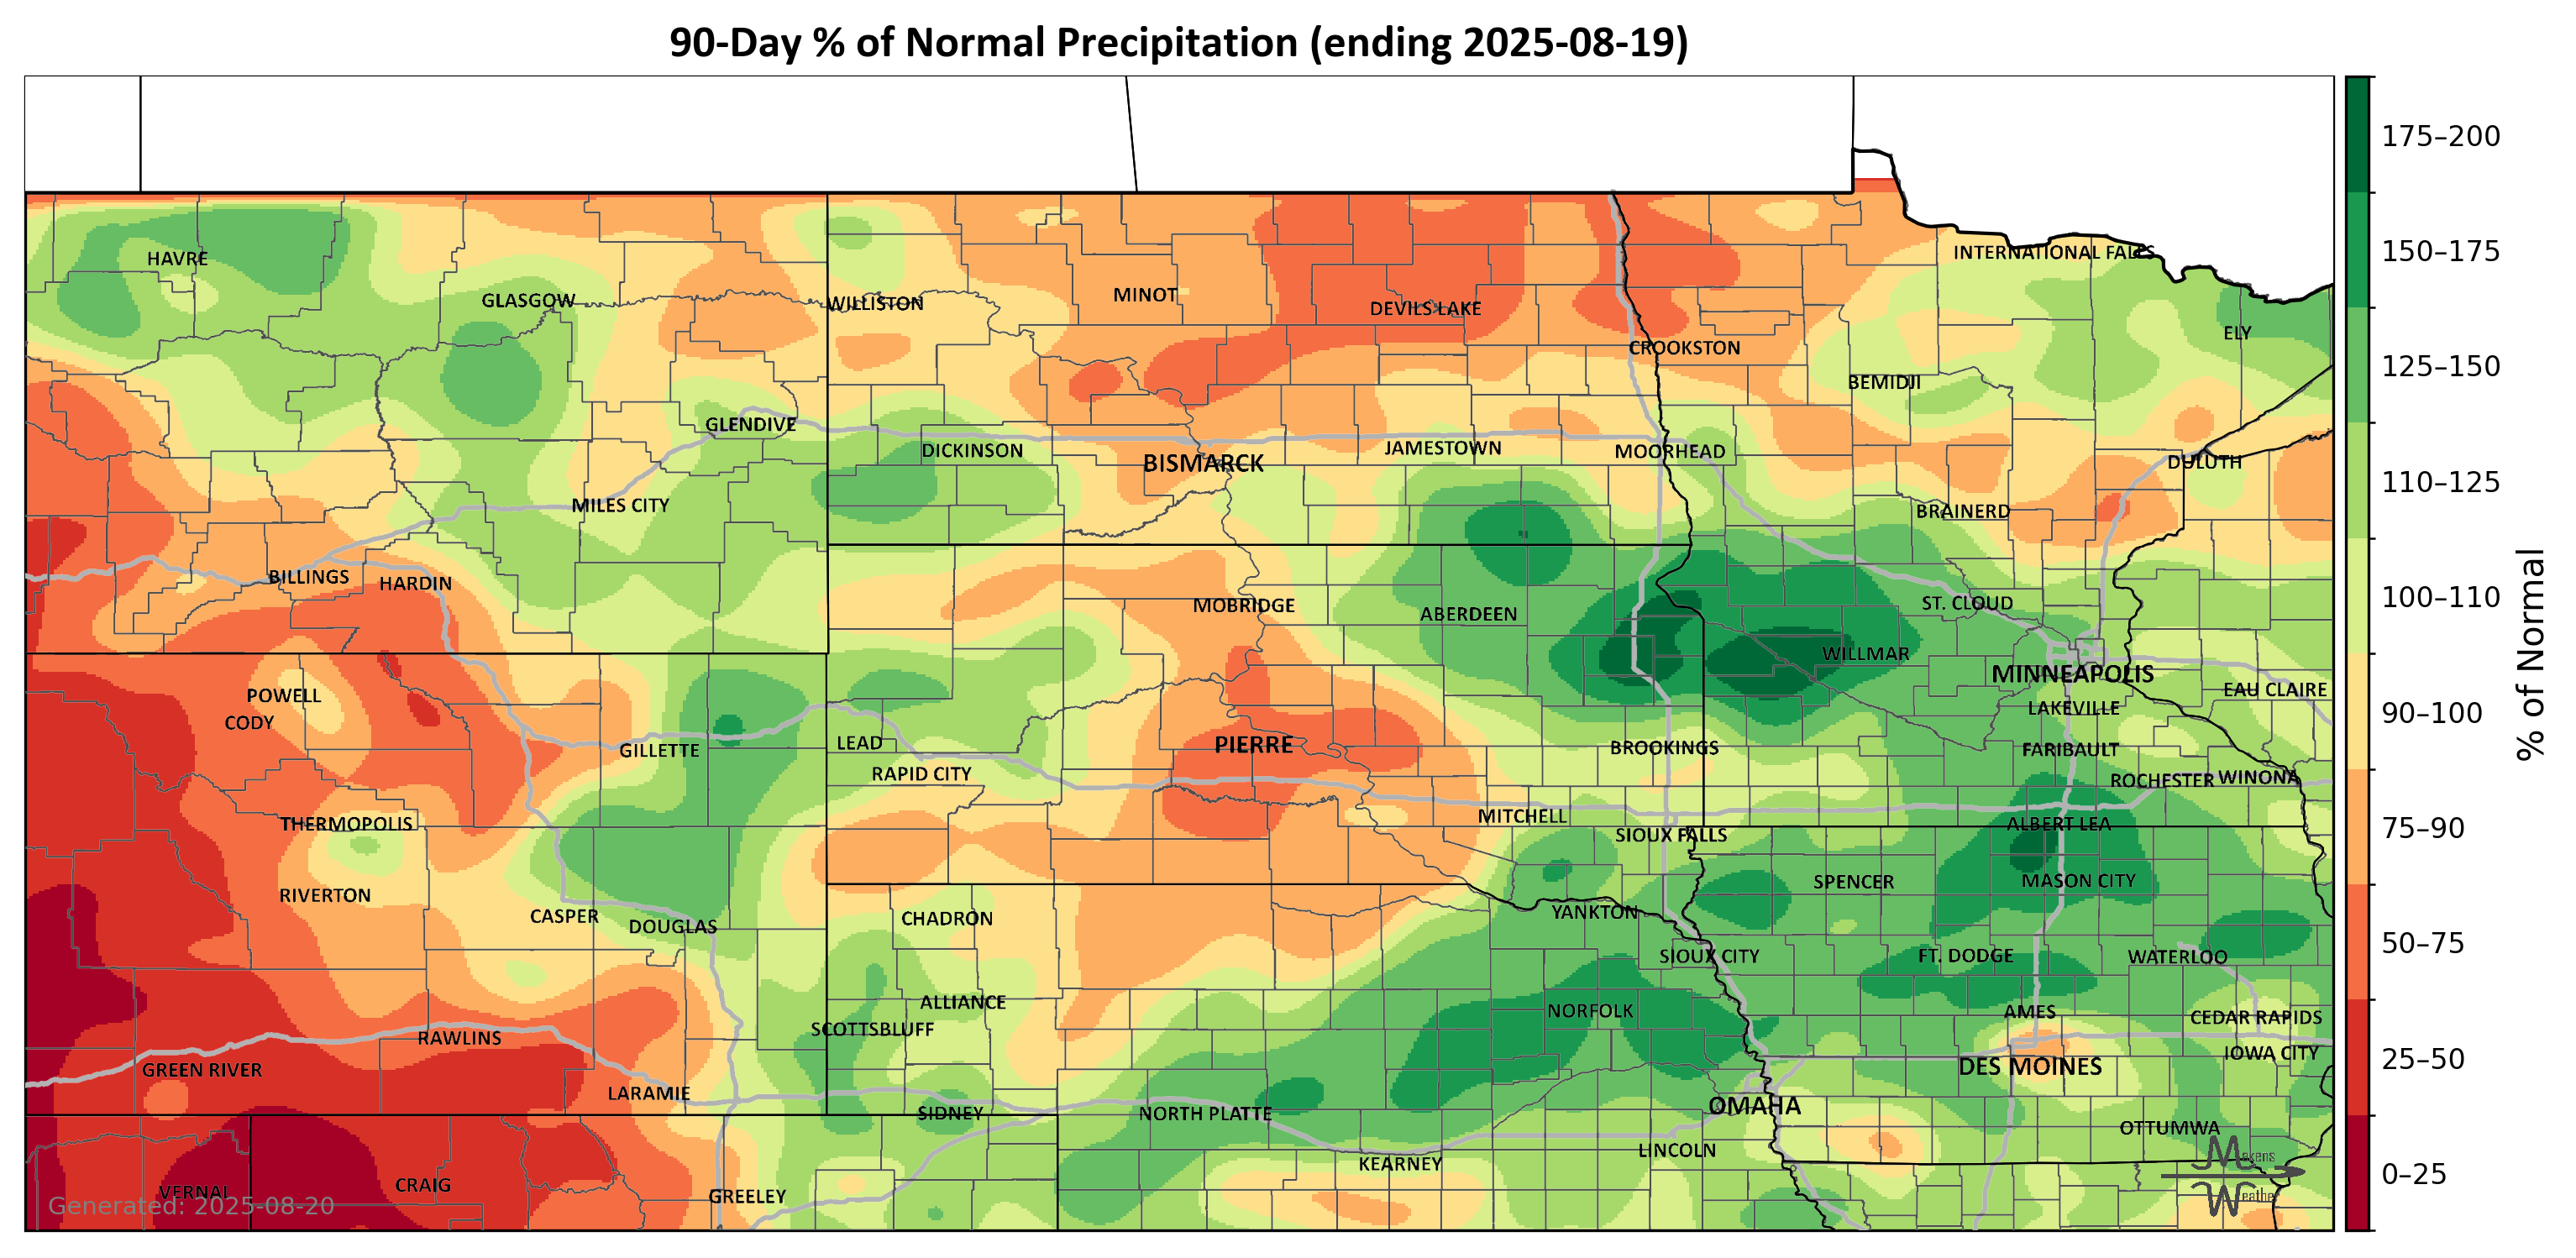 90-Day % of Normal Precipitation (ending 2025-08-19)
175–200
150–175
125–150
110–125
100–110
90–100
75–90
50–75
25–50
0–25
% of Normal
HAVRE
GLASGOW
WILLISTON
MINOT
DEVILS LAKE
INTERNATIONAL FALLS
ELY
CROOKSTON
BEMIDJI
GLENDIVE
DICKINSON
BISMARCK
JAMESTOWN
MOORHEAD
DULUTH
MILES CITY
BRAINERD
BILLINGS
HARDIN
MOBRIDGE
ABERDEEN
ST. CLOUD
WILLMAR
MINNEAPOLIS
EAU CLAIRE
POWELL
CODY
LAKEVILLE
GILLETTE
LEAD
PIERRE
BROOKINGS
FARIBAULT
RAPID CITY
ROCHESTER
WINONA
THERMOPOLIS
MITCHELL
SIOUX FALLS
ALBERT LEA
RIVERTON
SPENCER
MASON CITY
CASPER
DOUGLAS
CHADRON
YANKTON
SIOUX CITY
FT. DODGE
WATERLOO
ALLIANCE
NORFOLK
AMES
CEDAR RAPIDS
SCOTTSBLUFF
RAWLINS
IOWA CITY
GREEN RIVER
DES MOINES
LARAMIE
SIDNEY
NORTH PLATTE
OMAHA
OTTUMWA
LINCOLN
KEARNEY
VERNAL
CRAIG
GREELEY
Generated: 2025-08-20
Makens
Weather